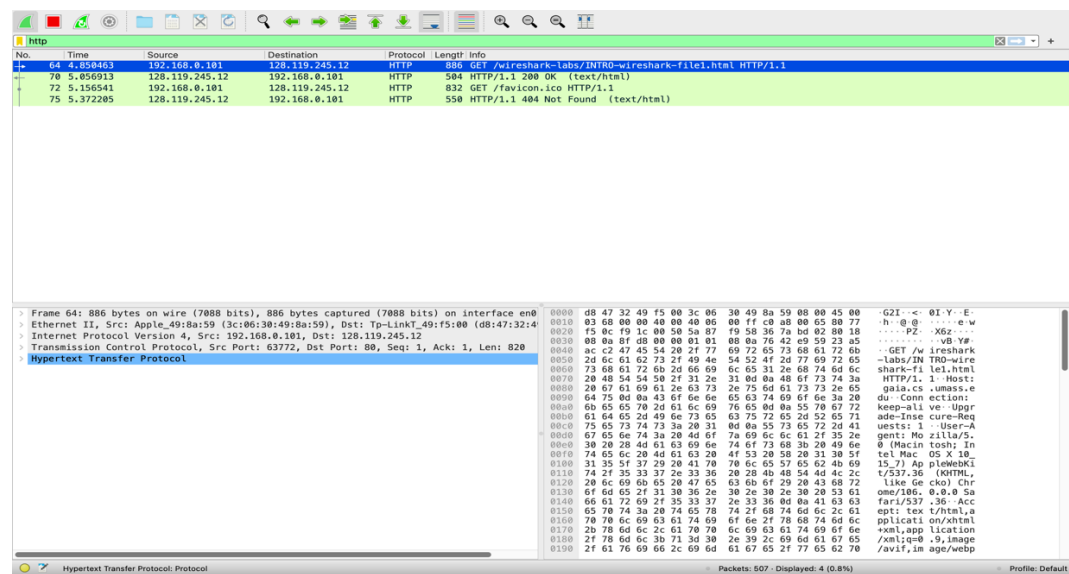 http
No. Time Source Destination Protocol Length Info
64 4.850463 192.168.0.101 128.119.245.12 HTTP 886 GET /wireshark-labs/INTRO-wireshark-file1.html HTTP/1.1
70 5.056913 128.119.245.12 192.168.0.101 HTTP 504 HTTP/1.1 200 OK (text/html)
72 5.156541 192.168.0.101 128.119.245.12 HTTP 832 GET /favicon.ico HTTP/1.1
75 5.372205 128.119.245.12 192.168.0.101 HTTP 550 HTTP/1.1 404 Not Found (text/html)
Frame 64: 886 bytes on wire (7088 bits), 886 bytes captured (7088 bits) on interface en0
Ethernet II, Src: Apple_49:8a:59 (3c:06:30:49:8a:59), Dst: Tp-LinkT_49:f5:00 (d8:47:32:4
Internet Protocol Version 4, Src: 192.168.0.101, Dst: 128.119.245.12
Transmission Control Protocol, Src Port: 63772, Dst Port: 80, Seq: 1, Ack: 1, Len: 820
Hypertext Transfer Protocol
0000 d8 47 32 49 f5 00 3c 06 30 49 8a 59 08 00 45 00 ·G2I··<· 0I·Y··E·
0010 03 68 00 00 40 00 40 06 00 ff c0 a8 00 65 80 77 ·h··@·@· ·····e·w
0020 f5 0c f9 1c 00 50 5a 87 f9 58 36 7a bd 02 80 18 ·····PZ· ·X6z····
0030 08 0a 8f d8 00 00 01 01 08 0a 76 42 e9 59 23 a5 ········ ··vB·Y#·
0040 ac c2 47 45 54 20 2f 77 69 72 65 73 68 61 72 6b ··GET /w ireshark
0050 2d 6c 61 62 73 2f 49 4e 54 52 4f 2d 77 69 72 65 -labs/IN TRO-wire
0060 73 68 61 72 6b 2d 66 69 6c 65 31 2e 68 74 6d 6c shark-fi le1.html
0070 20 48 54 54 50 2f 31 2e 31 0d 0a 48 6f 73 74 3a HTTP/1. 1··Host:
0080 20 67 61 69 61 2e 63 73 2e 75 6d 61 73 73 2e 65 gaia.cs .umass.e
0090 64 75 0d 0a 43 6f 6e 6e 65 63 74 69 6f 6e 3a 20 du··Conn ection:
00a0 6b 65 65 70 2d 61 6c 69 76 65 0d 0a 55 70 67 72 keep-ali ve··Upgr
00b0 61 64 65 2d 49 6e 73 65 63 75 72 65 2d 52 65 71 ade-Inse cure-Req
00c0 75 65 73 74 73 3a 20 31 0d 0a 55 73 65 72 2d 41 uests: 1 ··User-A
00d0 67 65 6e 74 3a 20 4d 6f 7a 69 6c 6c 61 2f 35 2e gent: Mo zilla/5.
00e0 30 20 28 4d 61 63 69 6e 74 6f 73 68 3b 20 49 6e 0 (Macin tosh; In
00f0 74 65 6c 20 4d 61 63 20 4f 53 20 58 20 31 30 5f tel Mac OS X 10_
0100 31 35 5f 37 29 20 41 70 70 6c 65 57 65 62 4b 69 15_7) Ap pleWebKi
0110 74 2f 35 33 37 2e 33 36 20 28 4b 48 54 4d 4c 2c t/537.36 (KHTML,
0120 20 6c 69 6b 65 20 47 65 63 6b 6f 29 20 43 68 72 like Ge cko) Chr
0130 6f 6d 65 2f 31 30 36 2e 30 2e 30 2e 30 20 53 61 ome/106. 0.0.0 Sa
0140 66 61 72 69 2f 35 33 37 2e 33 36 0d 0a 41 63 63 fari/537 .36··Acc
0150 65 70 74 3a 20 74 65 78 74 2f 68 74 6d 6c 2c 61 ept: tex t/html,a
0160 70 70 6c 69 63 61 74 69 6f 6e 2f 78 68 74 6d 6c pplicati on/xhtml
0170 2b 78 6d 6c 2c 61 70 70 6c 69 63 61 74 69 6f 6e +xml,app lication
0180 2f 78 6d 6c 3b 71 3d 30 2e 39 2c 69 6d 61 67 65 /xml;q=0 .9,image
0190 2f 61 76 69 66 2c 69 6d 61 67 65 2f 77 65 62 70 /avif,im age/webp
Hypertext Transfer Protocol: Protocol Packets: 507 · Displayed: 4 (0.8%) Profile: Default